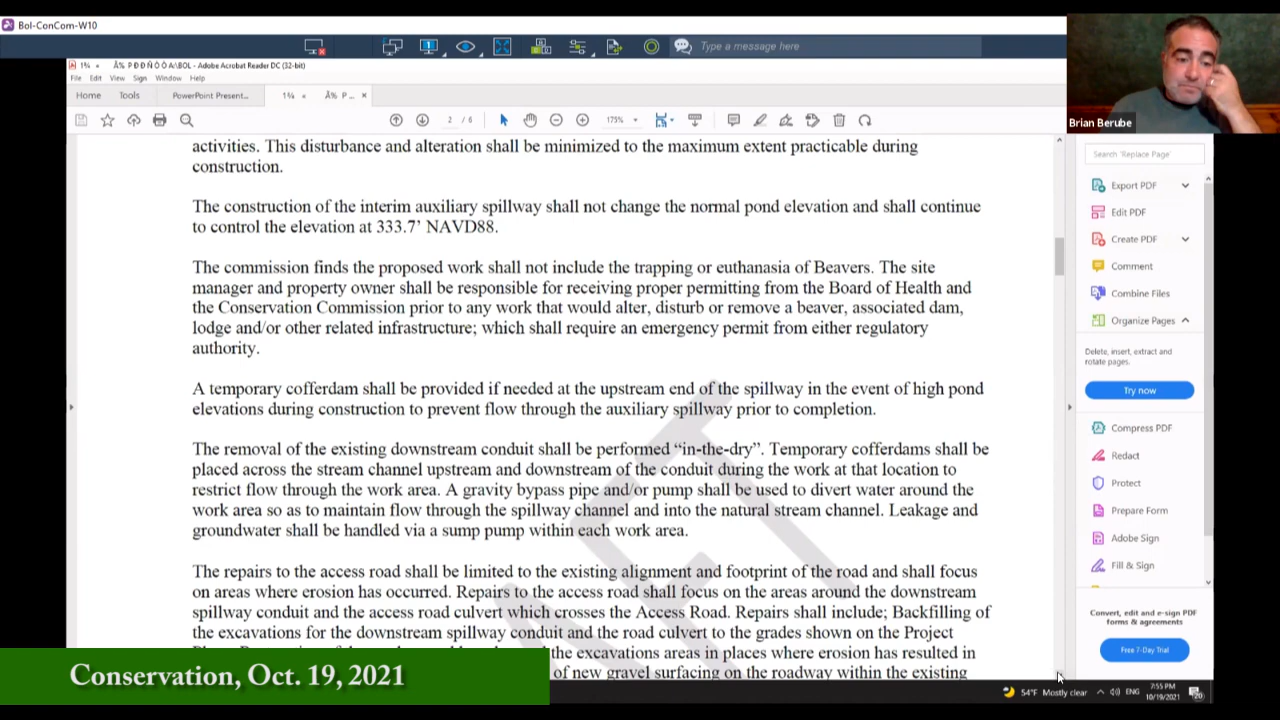 Bol-ConCom-W10
Type a message here
Adobe Acrobat Reader DC (32-bit)
File Edit View Sign Window Help
Home Tools PowerPoint Present...
2 / 6 175%
Brian Berube
activities. This disturbance and alteration shall be minimized to the maximum extent practicable during
construction.
The construction of the interim auxiliary spillway shall not change the normal pond elevation and shall continue
to control the elevation at 333.7’ NAVD88.
The commission finds the proposed work shall not include the trapping or euthanasia of Beavers. The site
manager and property owner shall be responsible for receiving proper permitting from the Board of Health and
the Conservation Commission prior to any work that would alter, disturb or remove a beaver, associated dam,
lodge and/or other related infrastructure; which shall require an emergency permit from either regulatory
authority.
A temporary cofferdam shall be provided if needed at the upstream end of the spillway in the event of high pond
elevations during construction to prevent flow through the auxiliary spillway prior to completion.
The removal of the existing downstream conduit shall be performed “in-the-dry”. Temporary cofferdams shall be
placed across the stream channel upstream and downstream of the conduit during the work at that location to
restrict flow through the work area. A gravity bypass pipe and/or pump shall be used to divert water around the
work area so as to maintain flow through the spillway channel and into the natural stream channel. Leakage and
groundwater shall be handled via a sump pump within each work area.
The repairs to the access road shall be limited to the existing alignment and footprint of the road and shall focus
on areas where erosion has occurred. Repairs to the access road shall focus on the areas around the downstream
spillway conduit and the access road culvert which crosses the Access Road. Repairs shall include; Backfilling of
the excavations for the downstream spillway conduit and the road culvert to the grades shown on the Project
the excavations areas in places where erosion has resulted in
of new gravel surfacing on the roadway within the existing
Search 'Replace Page'
Export PDF
Edit PDF
Create PDF
Comment
Combine Files
Organize Pages
Delete, insert, extract and
rotate pages.
Try now
Compress PDF
Redact
Protect
Prepare Form
Adobe Sign
Fill & Sign
Convert, edit and e-sign PDF
forms & agreements
Free 7-Day Trial
Conservation, Oct. 19, 2021
54°F Mostly clear ENG
7:55 PM
10/19/2021
20